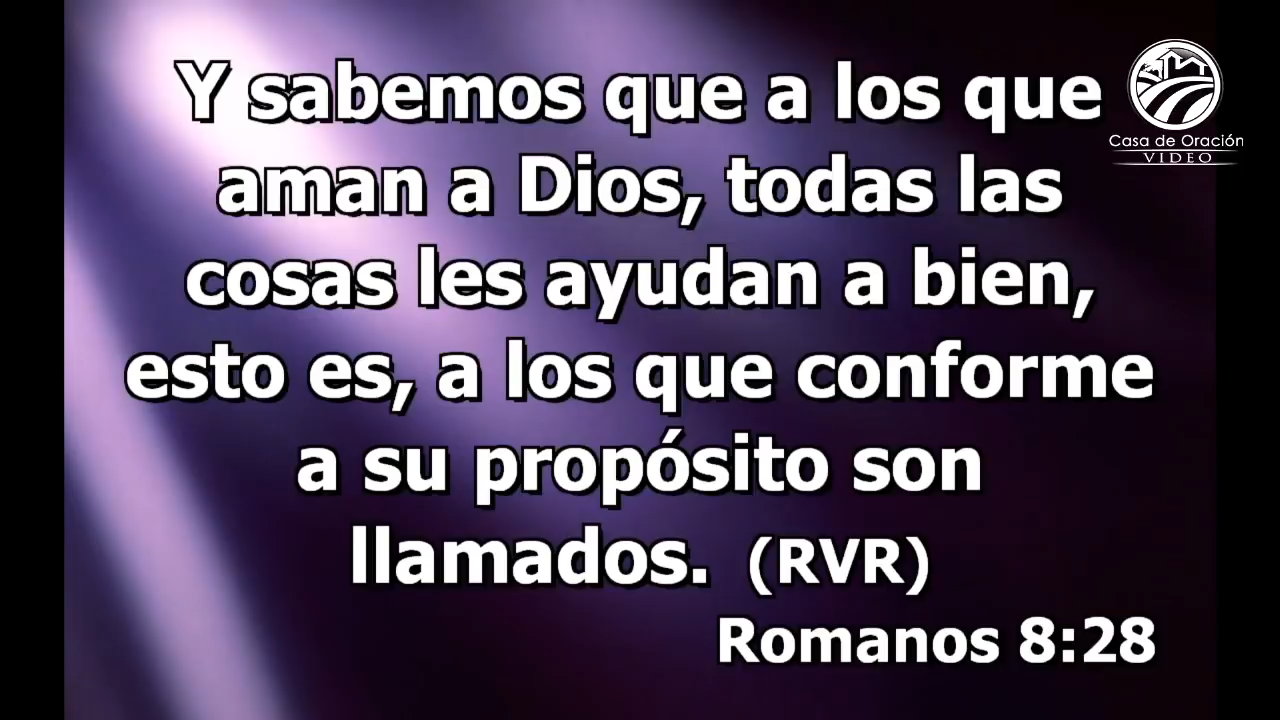 Y sabemos que a los que
aman a Dios, todas las
cosas les ayudan a bien,
esto es, a los que conforme
a su propósito son
llamados. (RVR)
Romanos 8:28
Casa de Oración
VIDEO